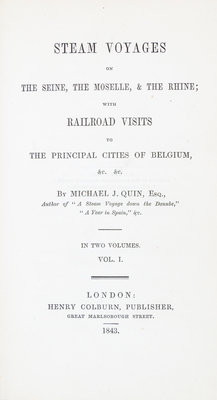 STEAM VOYAGES
ON
THE SEINE, THE MOSELLE, & THE RHINE;
WITH
RAILROAD VISITS
TO
THE PRINCIPAL CITIES OF BELGIUM,
&c. &c.
BY MICHAEL J. QUIN, ESQ.,
Author of "A Steam Voyage down the Danube,"
"A Year in Spain," &c.
IN TWO VOLUMES.
VOL. I.
LONDON:
HENRY COLBURN, PUBLISHER,
GREAT MARLBOROUGH STREET.
1843.